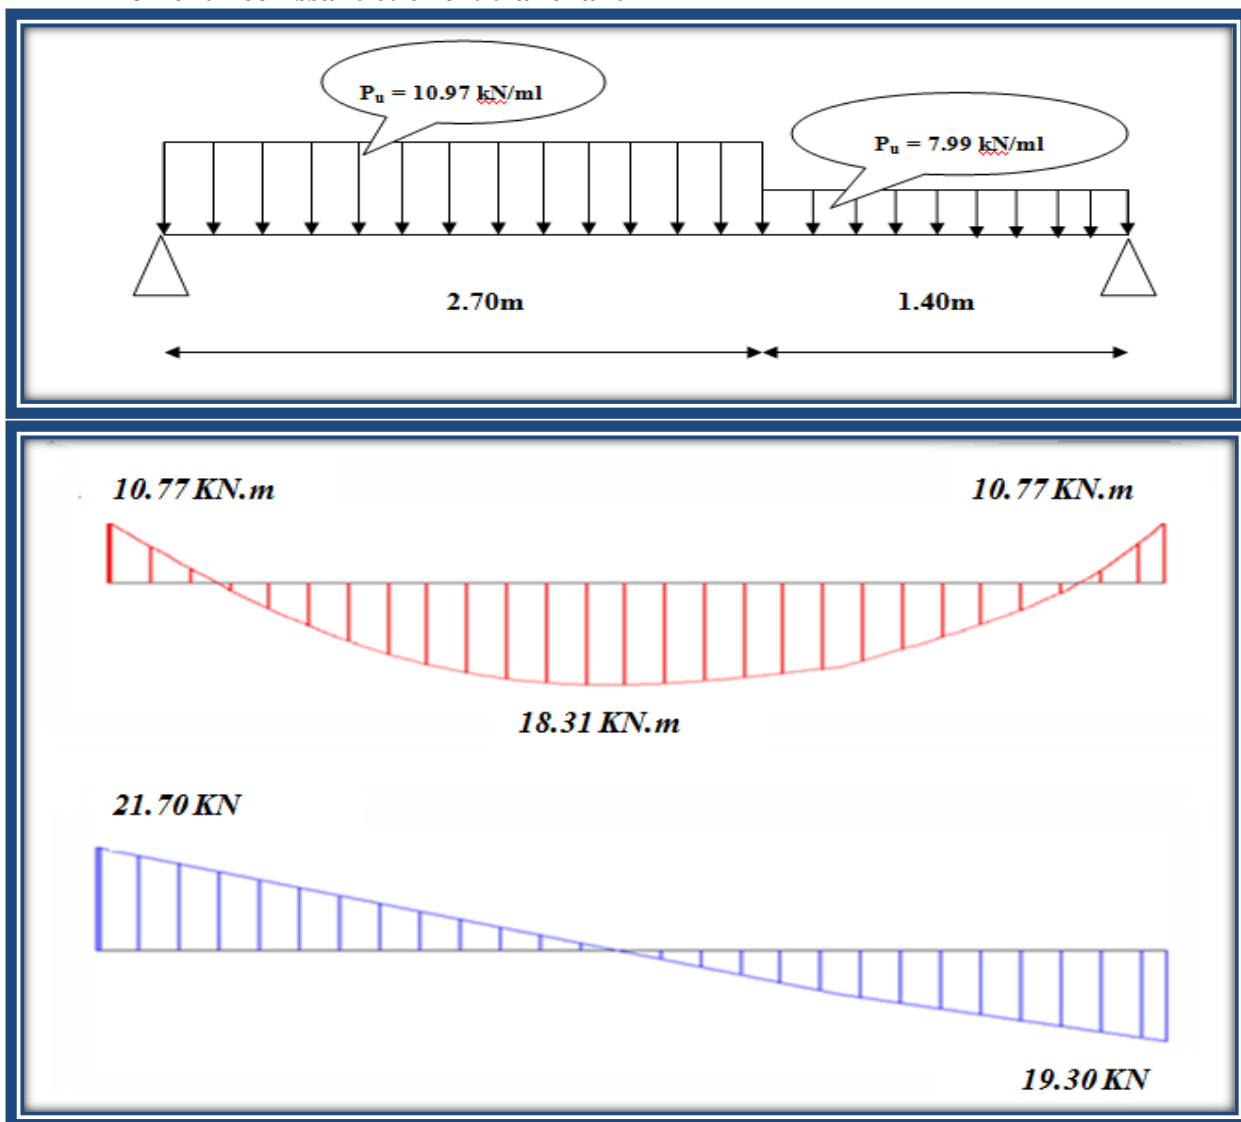 Pu = 10.97 kN/ml
Pu = 7.99 kN/ml
2.70m
1.40m
10.77 KN.m
10.77 KN.m
18.31 KN.m
21.70 KN
19.30 KN